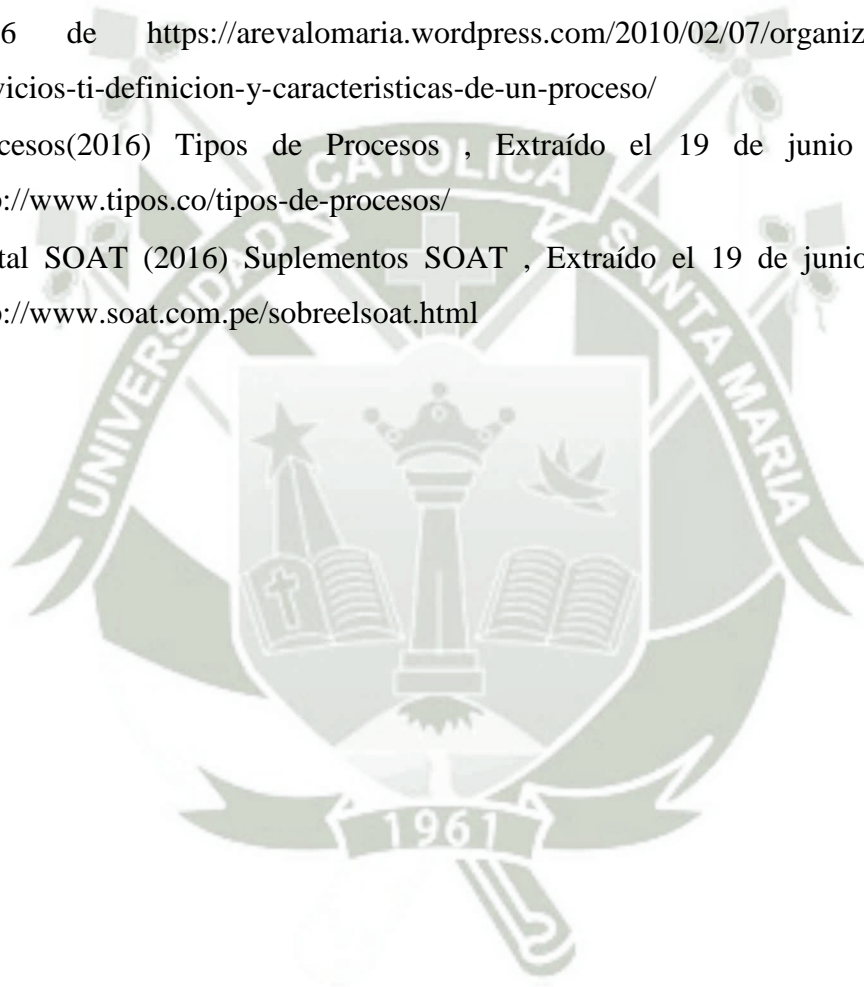 6 de https://arevalomaria.wordpress.com/2010/02/07/organiz
vicios-ti-definicion-y-caracteristicas-de-un-proceso/
cesos(2016) Tipos de Procesos , Extraído el 19 de junio
://www.tipos.co/tipos-de-procesos/
tal SOAT (2016) Suplementos SOAT , Extraído el 19 de junio
://www.soat.com.pe/sobreelsoat.html
UNIVERSIDAD CATOLICA SANTA MARIA
1961